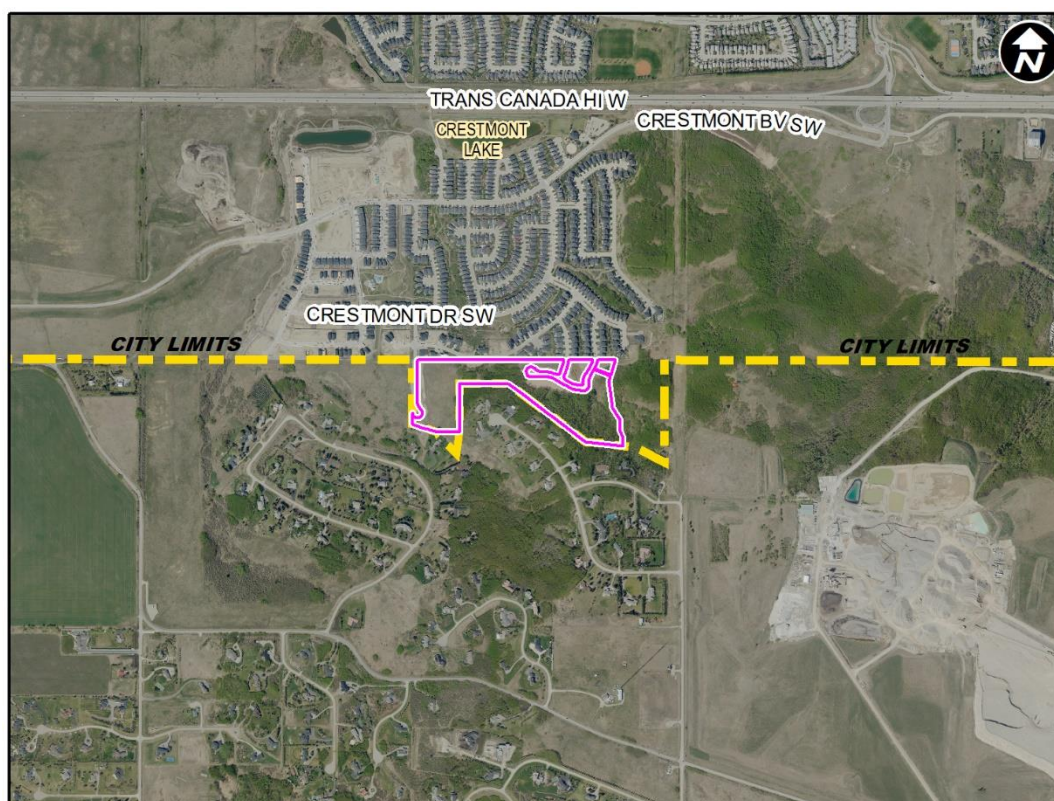 N
TRANS CANADA HI W
CRESTMONT BV SW
CRESTMONT
LAKE
CRESTMONT DR SW
CITY LIMITS
CITY LIMITS